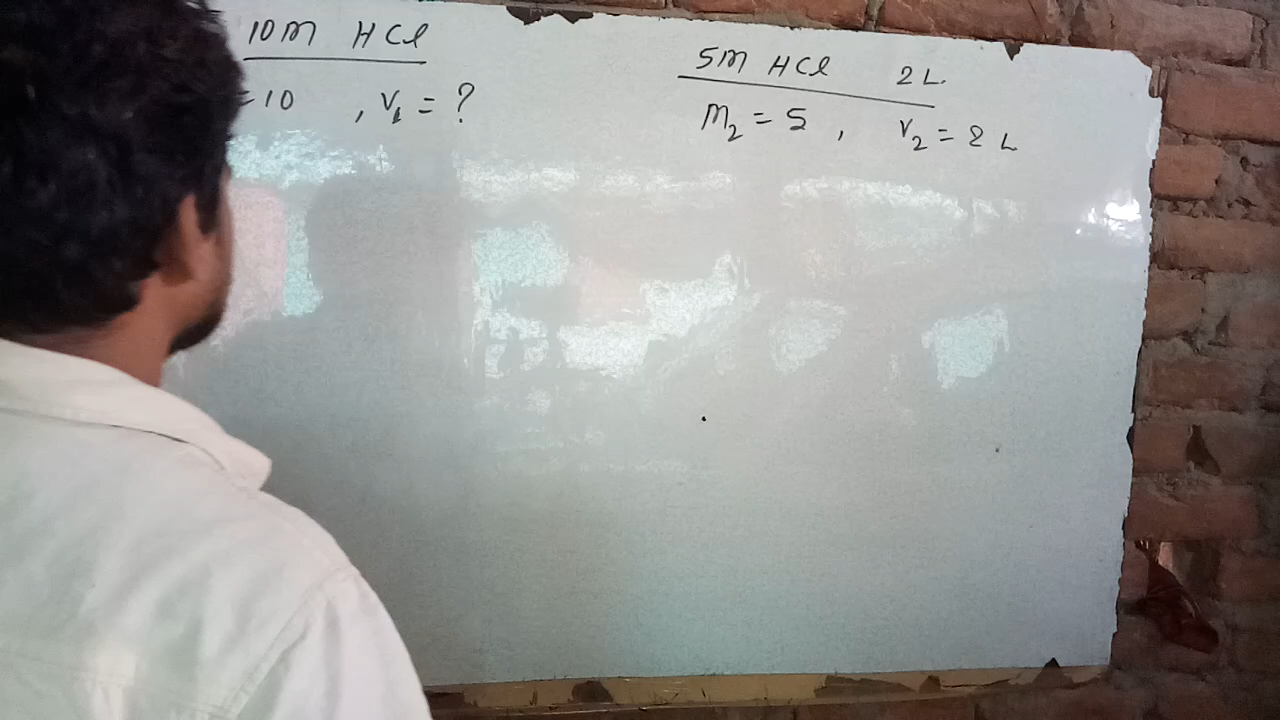 10M HCl
=10 , V₁ = ?
5M HCl 2L
M₂ = 5 , V₂ = 2 L